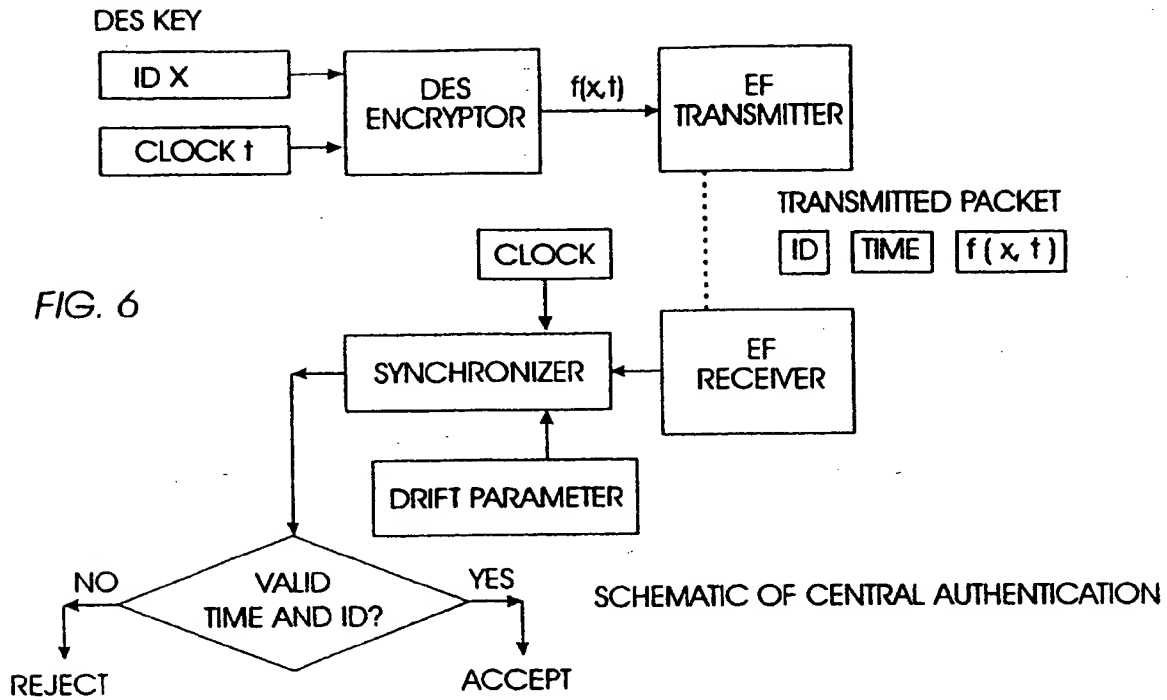 DES KEY
ID X
CLOCK t
DES
ENCRYPTOR
f(x,t)
EF
TRANSMITTER
TRANSMITTED PACKET
ID
TIME
f ( x, t )
CLOCK
FIG. 6
SYNCHRONIZER
EF
RECEIVER
DRIFT PARAMETER
NO
VALID
TIME AND ID?
YES
SCHEMATIC OF CENTRAL AUTHENTICATION
REJECT
ACCEPT